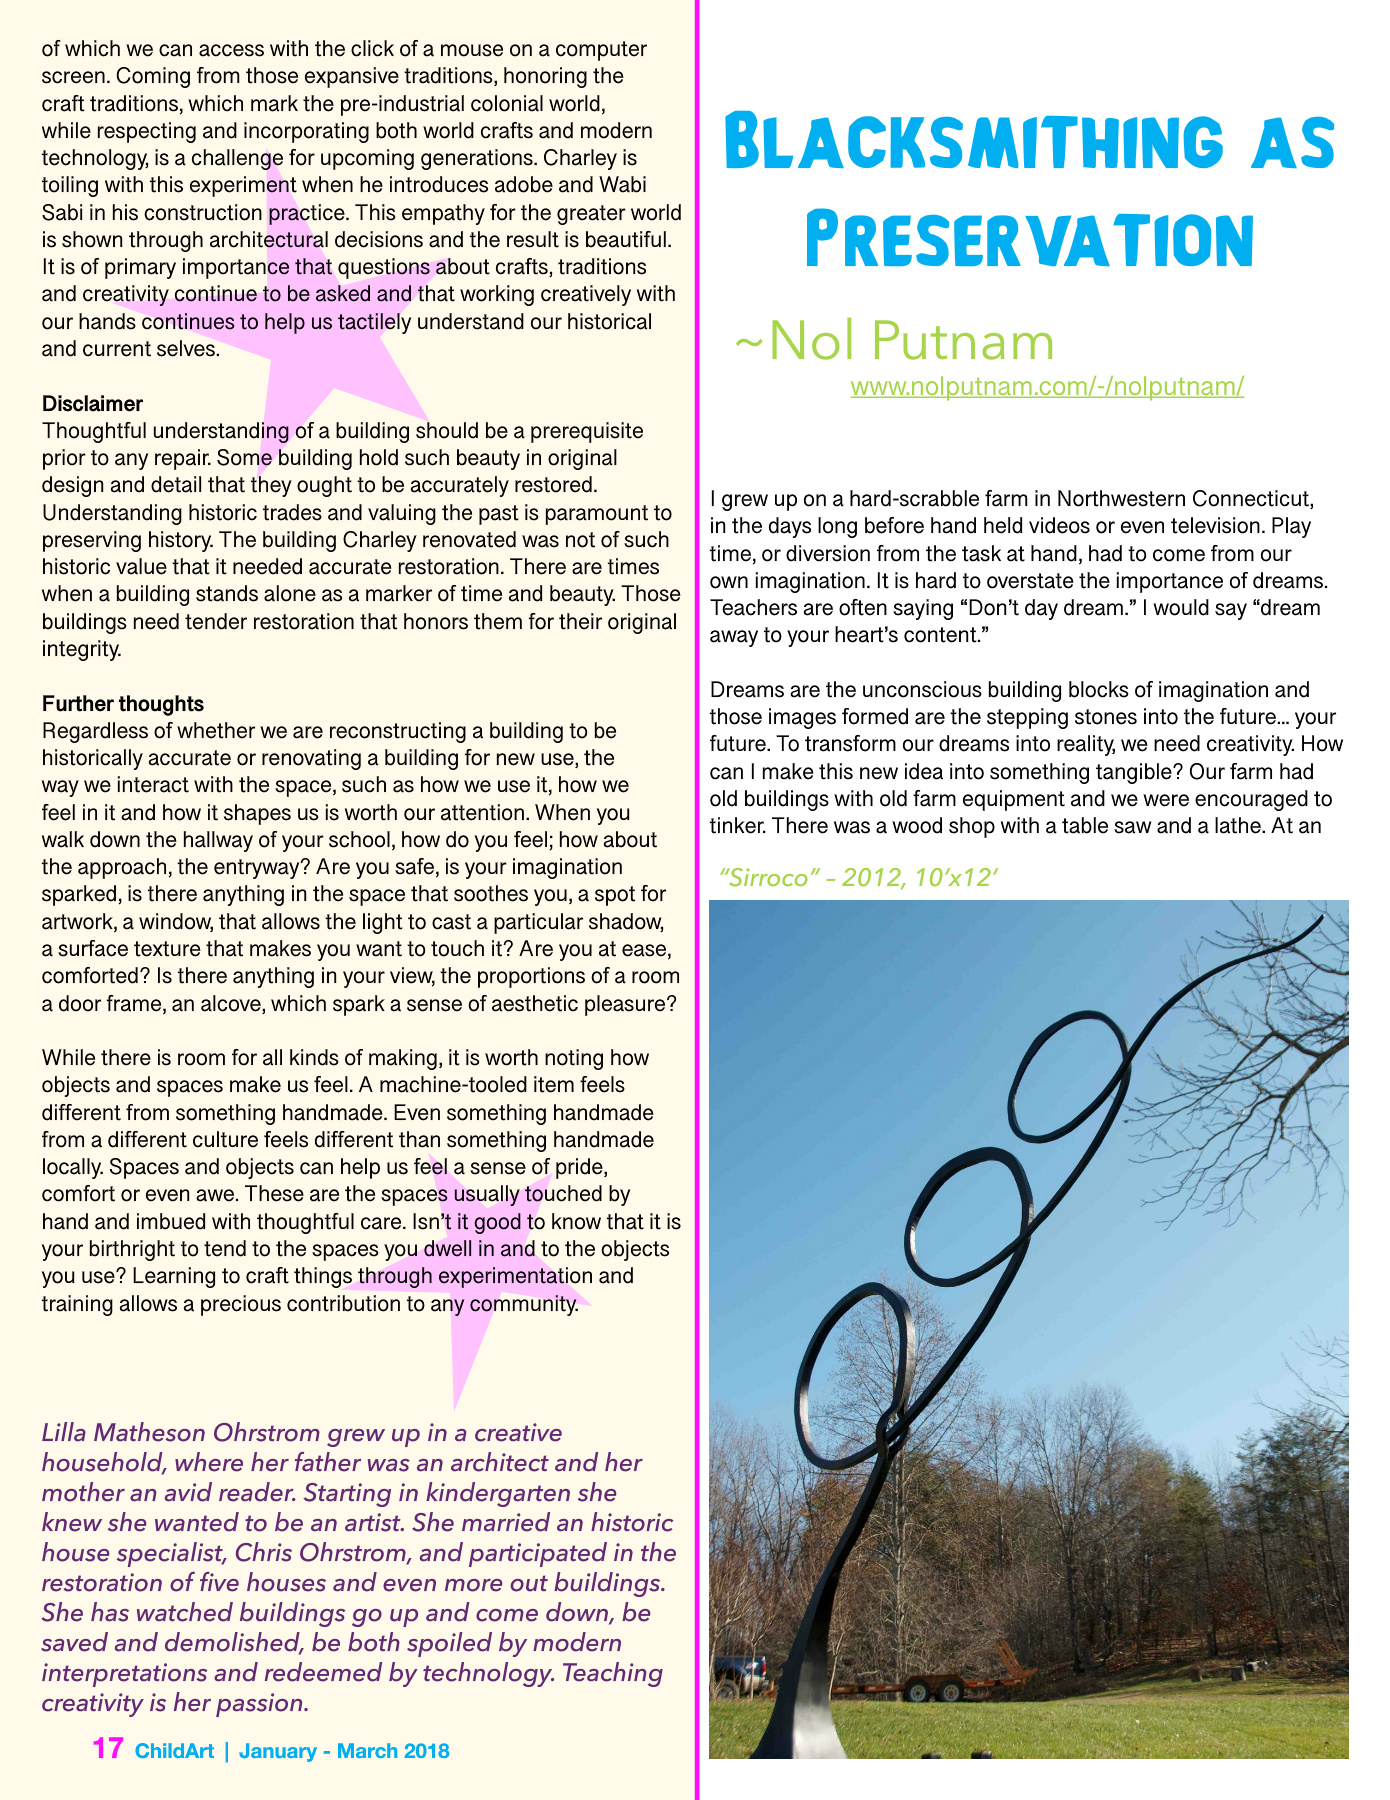 of which we can access with the click of a mouse on a computer
screen. Coming from those expansive traditions, honoring the
craft traditions, which mark the pre-industrial colonial world,
while respecting and incorporating both world crafts and modern
technology, is a challenge for upcoming generations. Charley is
toiling with this experiment when he introduces adobe and Wabi
Sabi in his construction practice. This empathy for the greater world
is shown through architectural decisions and the result is beautiful.
It is of primary importance that questions about crafts, traditions
and creativity continue to be asked and that working creatively with
our hands continues to help us tactilely understand our historical
and current selves.
Disclaimer
Thoughtful understanding of a building should be a prerequisite
prior to any repair. Some building hold such beauty in original
design and detail that they ought to be accurately restored.
Understanding historic trades and valuing the past is paramount to
preserving history. The building Charley renovated was not of such
historic value that it needed accurate restoration. There are times
when a building stands alone as a marker of time and beauty. Those
buildings need tender restoration that honors them for their original
integrity.
Further thoughts
Regardless of whether we are reconstructing a building to be
historically accurate or renovating a building for new use, the
way we interact with the space, such as how we use it, how we
feel in it and how it shapes us is worth our attention. When you
walk down the hallway of your school, how do you feel; how about
the approach, the entryway? Are you safe, is your imagination
sparked, is there anything in the space that soothes you, a spot for
artwork, a window, that allows the light to cast a particular shadow,
a surface texture that makes you want to touch it? Are you at ease,
comforted? Is there anything in your view, the proportions of a room
a door frame, an alcove, which spark a sense of aesthetic pleasure?
While there is room for all kinds of making, it is worth noting how
objects and spaces make us feel. A machine-tooled item feels
different from something handmade. Even something handmade
from a different culture feels different than something handmade
locally. Spaces and objects can help us feel a sense of pride,
comfort or even awe. These are the spaces usually touched by
hand and imbued with thoughtful care. Isn’t it good to know that it is
your birthright to tend to the spaces you dwell in and to the objects
you use? Learning to craft things through experimentation and
training allows a precious contribution to any community.
Lilla Matheson Ohrstrom grew up in a creative
household, where her father was an architect and her
mother an avid reader. Starting in kindergarten she
knew she wanted to be an artist. She married an historic
house specialist, Chris Ohrstrom, and participated in the
restoration of five houses and even more out buildings.
She has watched buildings go up and come down, be
saved and demolished, be both spoiled by modern
interpretations and redeemed by technology. Teaching
creativity is her passion.
17 ChildArt | January - March 2018
Blacksmithing as
Preservation
~Nol Putnam
www.nolputnam.com/-/nolputnam/
I grew up on a hard-scrabble farm in Northwestern Connecticut,
in the days long before hand held videos or even television. Play
time, or diversion from the task at hand, had to come from our
own imagination. It is hard to overstate the importance of dreams.
Teachers are often saying “Don’t day dream.” I would say “dream
away to your heart’s content.”
Dreams are the unconscious building blocks of imagination and
those images formed are the stepping stones into the future... your
future. To transform our dreams into reality, we need creativity. How
can I make this new idea into something tangible? Our farm had
old buildings with old farm equipment and we were encouraged to
tinker. There was a wood shop with a table saw and a lathe. At an
“Sirroco” – 2012, 10’x12’